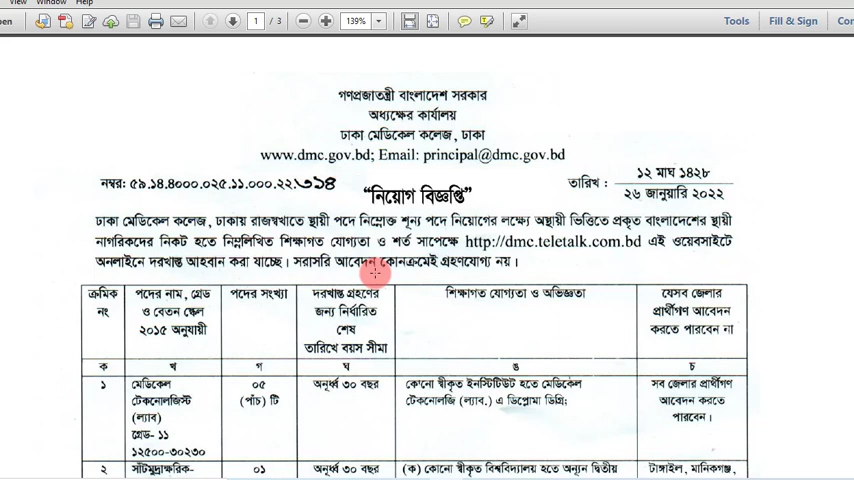 View Window Help
pen 1 / 3 139% Tools Fill & Sign Cor
গণপ্রজাতন্ত্রী বাংলাদেশ সরকার
অধ্যক্ষের কার্যালয়
ঢাকা মেডিকেল কলেজ, ঢাকা
www.dmc.gov.bd; Email: principal@dmc.gov.bd
নম্বর: ৫৯.১৪.৪০০০.০২৫.১১.০০০.২২.৩১৪
তারিখ : ১২ মাঘ ১৪২৮
২৬ জানুয়ারি ২০২২
“নিয়োগ বিজ্ঞপ্তি”
ঢাকা মেডিকেল কলেজ, ঢাকায় রাজস্বখাতে স্থায়ী পদে নিম্নোক্ত শূন্য পদে নিয়োগের লক্ষ্যে অস্থায়ী ভিত্তিতে প্রকৃত বাংলাদেশের স্থায়ী
নাগরিকদের নিকট হতে নিম্নলিখিত শিক্ষাগত যোগ্যতা ও শর্ত সাপেক্ষে http://dmc.teletalk.com.bd এই ওয়েবসাইটে
অনলাইনে দরখাস্ত আহবান করা যাচ্ছে। সরাসরি আবেদন কোনক্রমেই গ্রহণযোগ্য নয়।
ক্রমিক নং
পদের নাম, গ্রেড
ও বেতন স্কেল
২০১৫ অনুযায়ী
পদের সংখ্যা
দরখাস্ত গ্রহণের
জন্য নির্ধারিত
শেষ
তারিখে বয়স সীমা
শিক্ষাগত যোগ্যতা ও অভিজ্ঞতা
যেসব জেলার
প্রার্থীগণ আবেদন
করতে পারবেন না
ক খ গ ঘ ঙ চ
১
মেডিকেল
টেকনোলজিস্ট
(ল্যাব)
গ্রেড- ১১
১২৫০০-৩০২৩০
০৫
(পাঁচ) টি
অনূর্ধ্ব ৩০ বছর
কোনো স্বীকৃত ইনস্টিটিউট হতে মেডিকেল
টেকনোলজি (ল্যাব.) এ ডিপ্লোমা ডিগ্রি;
সব জেলার প্রার্থীগণ
আবেদন করতে
পারবেন।
২ সাঁটমুদ্রাক্ষরিক- ০১ অনূর্ধ্ব ৩০ বছর (ক) কোনো স্বীকৃত বিশ্ববিদ্যালয় হতে অন্যূন দ্বিতীয় টাঙ্গাইল, মানিকগঞ্জ,